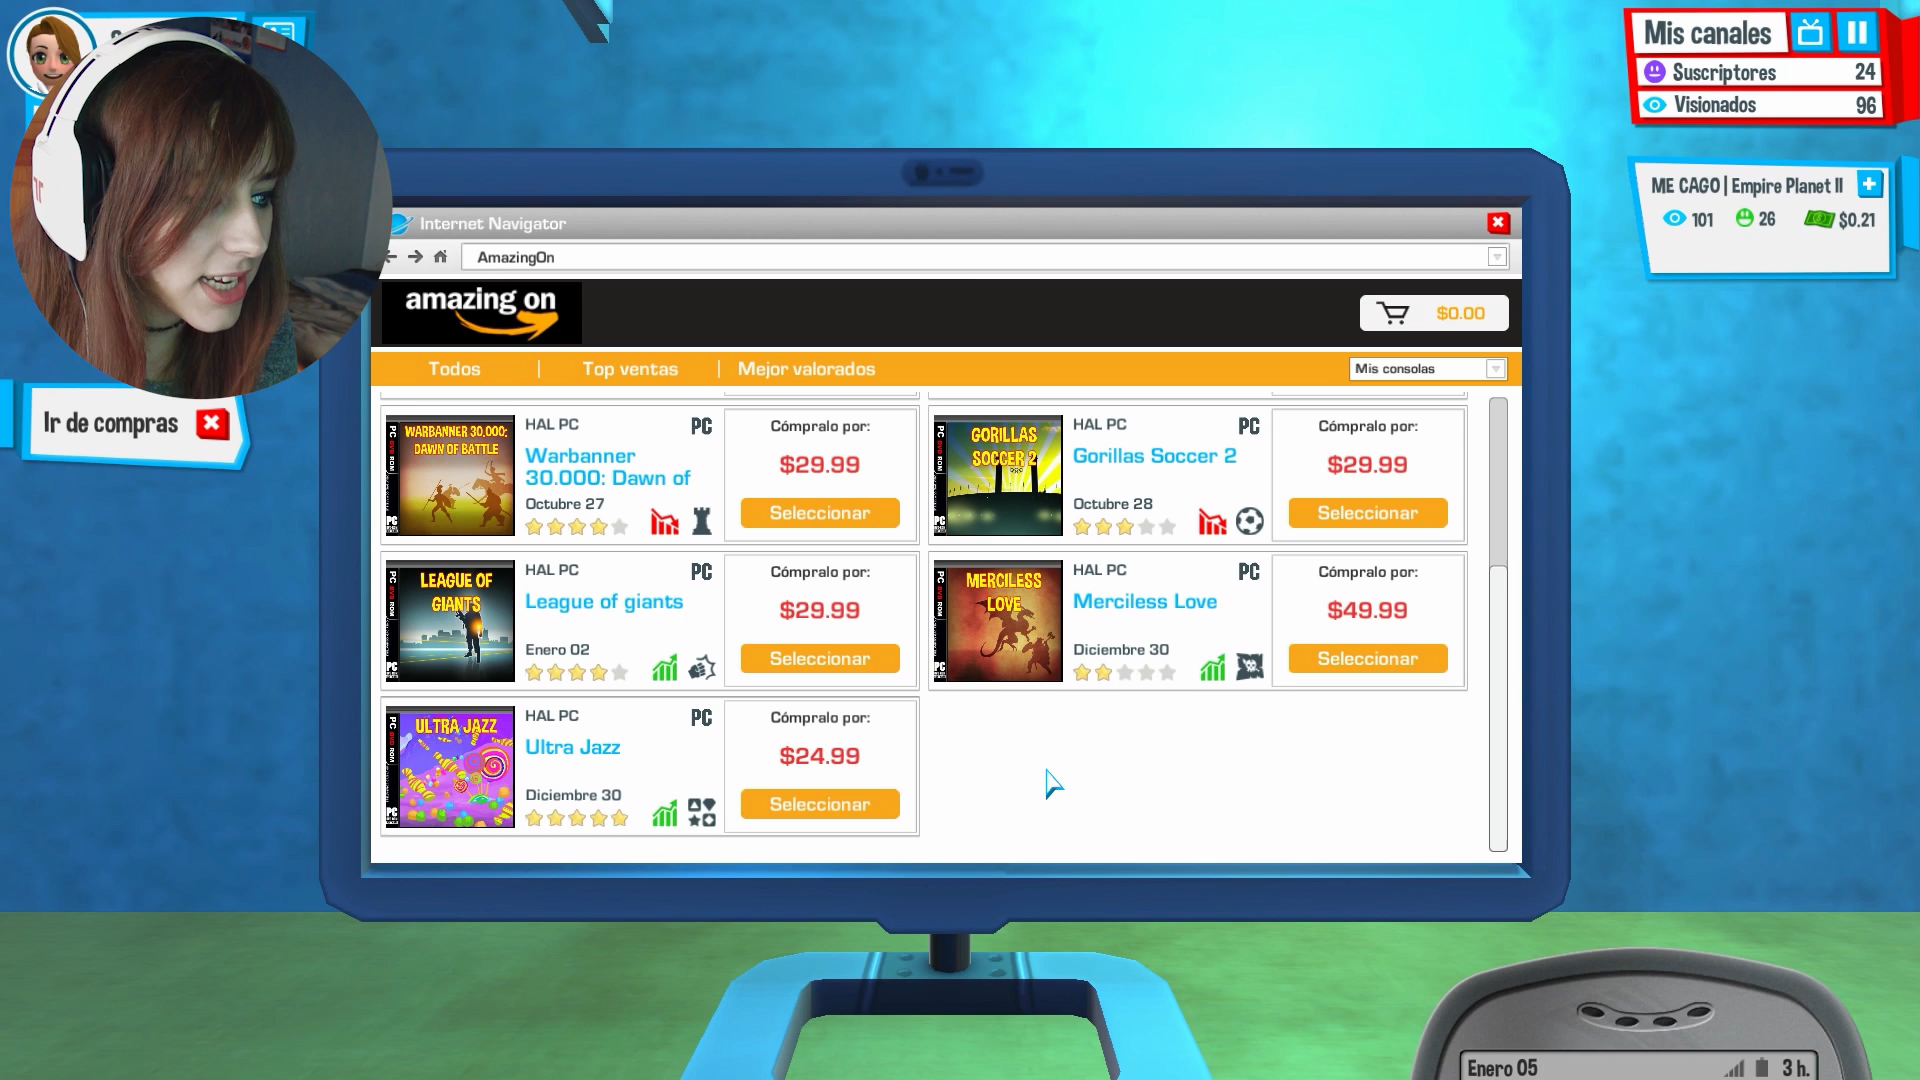 Mis canales
Suscriptores 24
Visionados 96
ME CAGO | Empire Planet II
101 26 $0.21
Ir de compras
Internet Navigator
AmazingOn
amazing on
$0.00
Todos | Top ventas | Mejor valorados
Mis consolas
WARBANNER 30,000:
DAWN OF BATTLE
HAL PC
PC
Warbanner
30.000: Dawn of
Octubre 27
Cómpralo por:
$29.99
Seleccionar
GORILLAS
SOCCER 2
HAL PC
PC
Gorillas Soccer 2
Octubre 28
Cómpralo por:
$29.99
Seleccionar
LEAGUE OF
GIANTS
HAL PC
PC
League of giants
Enero 02
Cómpralo por:
$29.99
Seleccionar
MERCILESS
LOVE
HAL PC
PC
Merciless Love
Diciembre 30
Cómpralo por:
$49.99
Seleccionar
ULTRA JAZZ
HAL PC
PC
Ultra Jazz
Diciembre 30
Cómpralo por:
$24.99
Seleccionar
Enero 05
3 h.